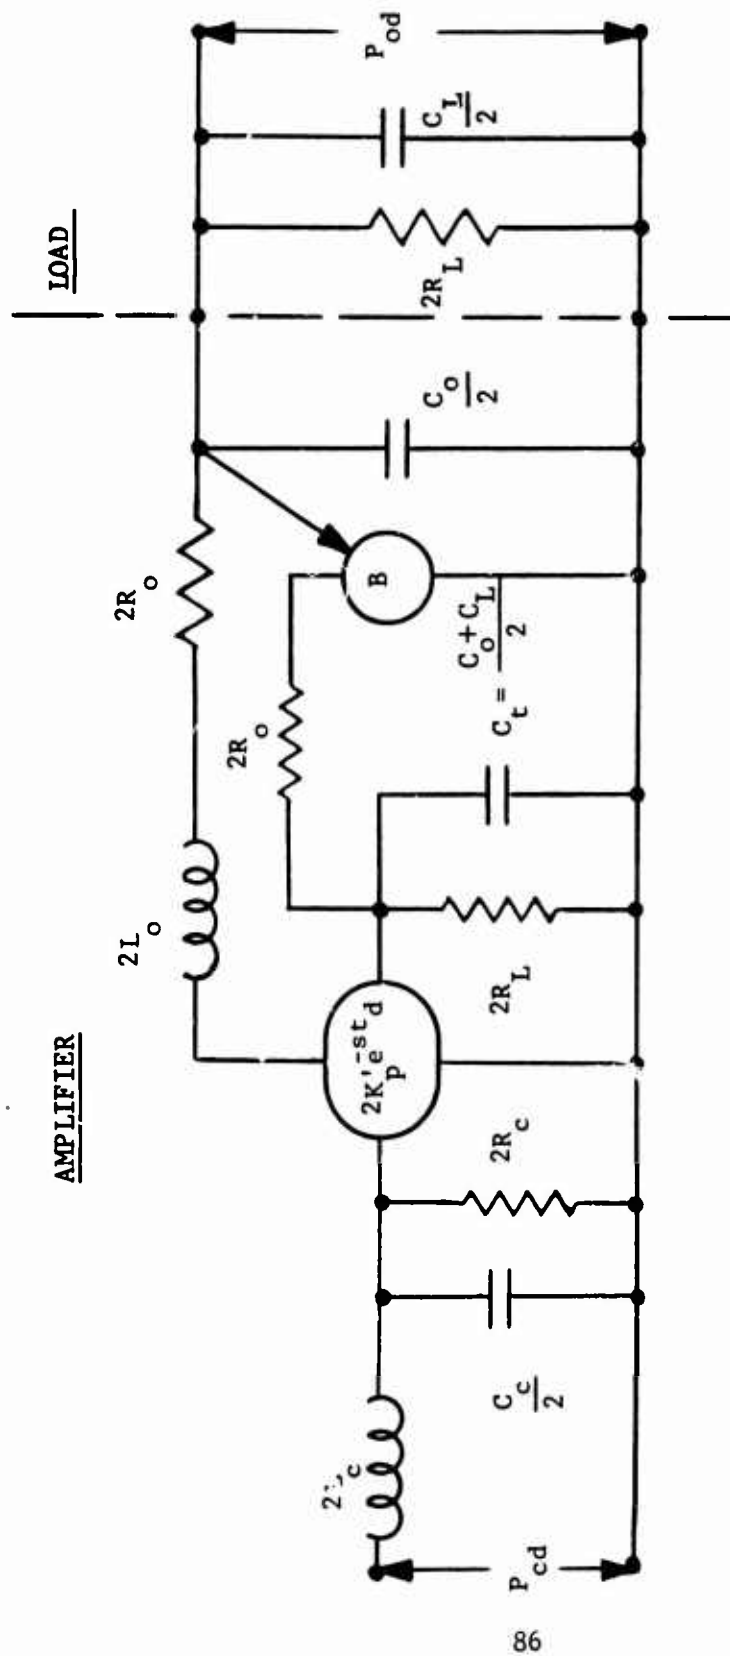 AMPLIFIER
LOAD
2L_o
2R_o
2R_o
B
2K'_p e^{-st_d}
P_cd
C_c/2
2R_c
2R_L
C_t = (C_o + C_L)/2
C_o/2
2R_L
C_L/2
P_od
86